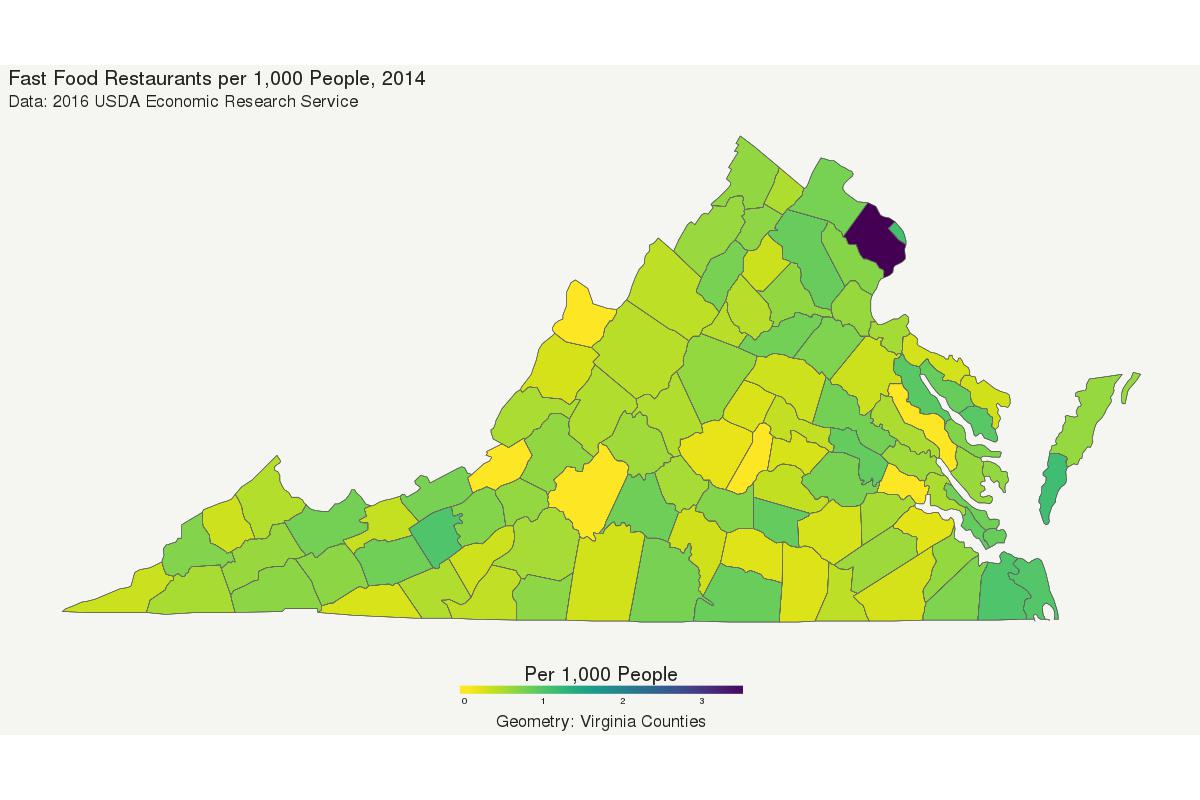 Fast Food Restaurants per 1,000 People, 2014
Data: 2016 USDA Economic Research Service
Per 1,000 People
0 1 2 3
Geometry: Virginia Counties